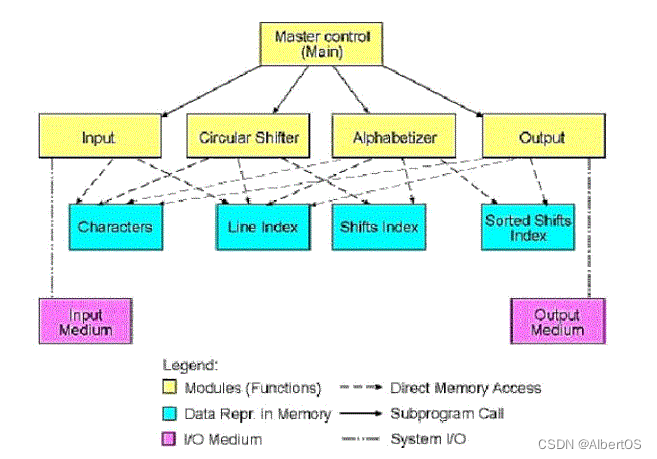 Master control
(Main)
Input
Circular Shifter
Alphabetizer
Output
Characters
Line Index
Shifts Index
Sorted Shifts
Index
Input
Medium
Output
Medium
Legend:
Modules (Functions)
Direct Memory Access
Data Repr. in Memory
Subprogram Call
I/O Medium
System I/O
CSDN @AlbertOS